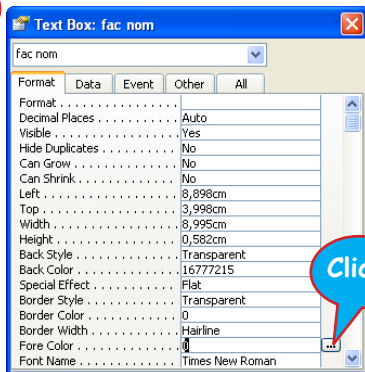 Text Box: fac nom
fac nom
Format Data Event Other All
Format . . . . . . . . . . . . . . . .
Decimal Places . . . . . . . . . . . Auto
Visible . . . . . . . . . . . . . . . . . Yes
Hide Duplicates . . . . . . . . . . No
Can Grow . . . . . . . . . . . . . . No
Can Shrink . . . . . . . . . . . . . No
Left . . . . . . . . . . . . . . . . . . . 8,898cm
Top . . . . . . . . . . . . . . . . . . . 3,998cm
Width . . . . . . . . . . . . . . . . . 8,995cm
Height . . . . . . . . . . . . . . . . 0,582cm
Back Style . . . . . . . . . . . . . . Transparent
Back Color . . . . . . . . . . . . . . 16777215
Special Effect . . . . . . . . . . . . Flat
Border Style . . . . . . . . . . . . . Transparent
Border Color . . . . . . . . . . . . 0
Border Width . . . . . . . . . . . . Hairline
Fore Color . . . . . . . . . . . . . . 0 ...
Font Name . . . . . . . . . . . . . Times New Roman